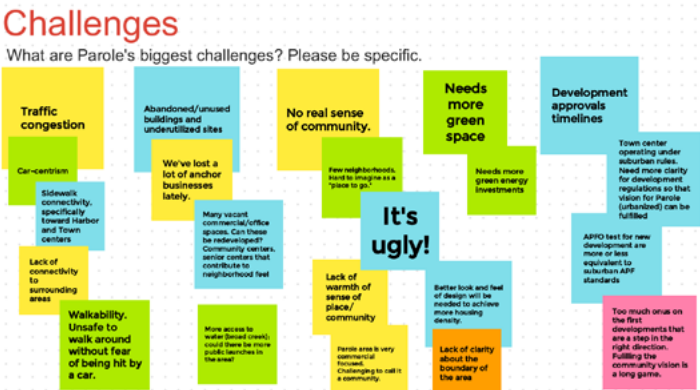 Challenges
What are Parole's biggest challenges? Please be specific.
Traffic
congestion
Car-centrism
Sidewalk
connectivity,
specifically
toward Harbor
and Town
centers
Lack of
connectivity
to
surrounding
areas
Walkability.
Unsafe to
walk around
without fear
of being hit by
a car.
Abandoned/unused
buildings and
underutilized sites
We've lost a
lot of anchor
businesses
lately.
Many vacant
commercial/office
spaces. Can these
be redeveloped?
Community centers,
senior centers that
contribute to
neighborhood feel
More access to
water (broad creek);
could there be more
public launches in
the area?
No real sense
of community.
Few neighborhoods.
Hard to imagine as a
"place to go."
It's
ugly!
Lack of
warmth of
sense of
place/
community
Parole area is very
commercial
focused.
Challenging to call it
a community.
Needs
more
green
space
Needs more
green energy
investments
Better look and feel
of design will be
needed to achieve
more housing
density.
Lack of clarity
about the
boundary of
the area
Development
approvals
timelines
Town center
operating under
suburban rules.
Need more clarity
for development
regulations so that
vision for Parole
(urbanized) can be
fulfilled
APFO test for new
development are
more or less
equivalent to
suburban APF
standards
Too much onus on
the first
developments that
are a step in the
right direction.
Fulfilling the
community vision is
a long game.